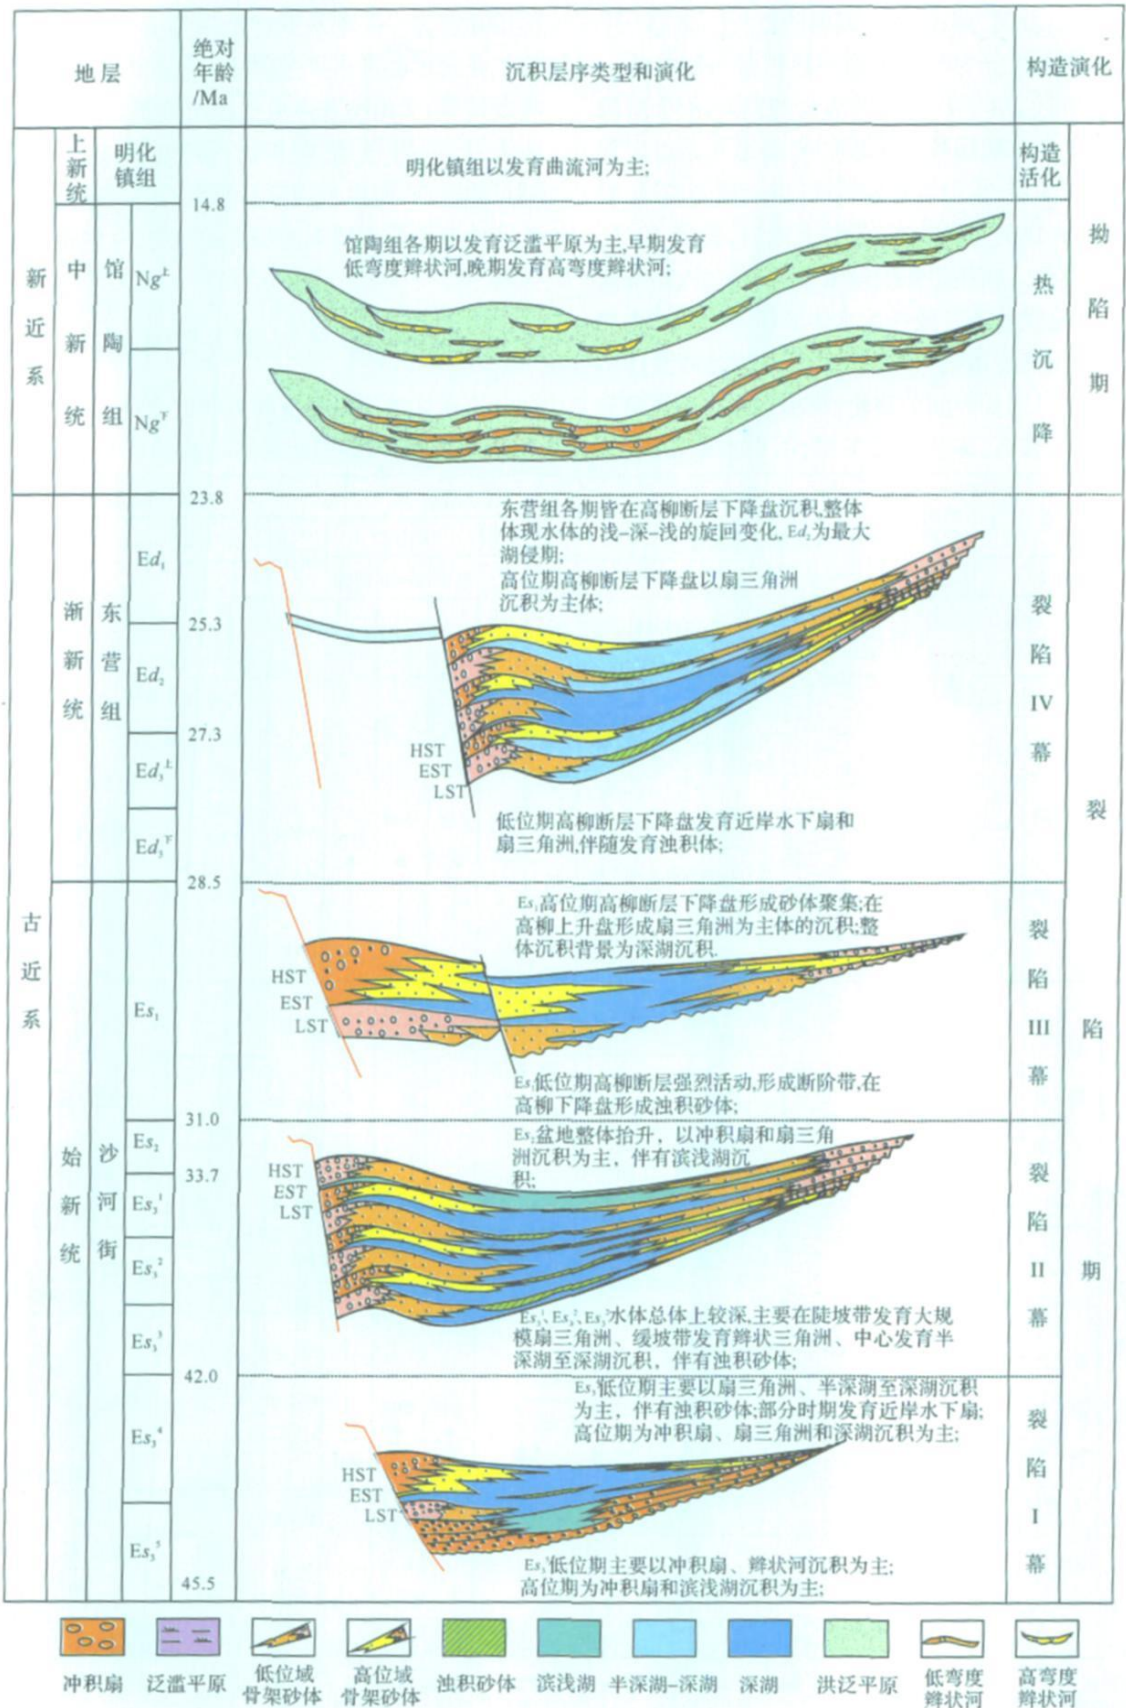 地层
绝对
年龄
/Ma
沉积层序类型和演化
构造演化
上新统
明化
镇组
明化镇组以发育曲流河为主;
构造
活化
14.8
新近系
中新统
馆陶组
Ng上
Ng下
馆陶组各期以发育泛滥平原为主,早期发育
低弯度辫状河,晚期发育高弯度辫状河;
热沉降
拗陷期
23.8
古近系
渐新统
东营组
Ed₁
25.3
Ed₂
27.3
Ed₃上
Ed₃下
东营组各期皆在高柳断层下降盘沉积,整体
体现水体的浅–深–浅的旋回变化, Ed₂为最大
湖侵期;
高位期高柳断层下降盘以扇三角洲
沉积为主体;
HST
EST
LST
低位期高柳断层下降盘发育近岸水下扇和
扇三角洲,伴随发育浊积体;
裂陷IV幕
裂陷期
28.5
始新统
沙河街
Es₁
Es₁高位期高柳断层下降盘形成砂体聚集;在
高柳上升盘形成扇三角洲为主体的沉积;整
体沉积背景为深湖沉积.
HST
EST
LST
Es₁低位期高柳断层强烈活动,形成断阶带,在
高柳下降盘形成浊积砂体;
裂陷III幕
31.0
Es₂
33.7
Es₃¹
Es₃²
Es₃³
Es₂盆地整体抬升，以冲积扇和扇三角
洲沉积为主，伴有滨浅湖沉
积;
HST
EST
LST
Es₃¹、Es₃²、Es₃³水体总体上较深,主要在陡坡带发育大规
模扇三角洲、缓坡带发育辫状三角洲、中心发育半
深湖至深湖沉积，伴有浊积砂体;
裂陷II幕
42.0
Es₃⁴
Es₃⁵
45.5
Es₃⁴低位期主要以扇三角洲、半深湖至深湖沉积
为主，伴有浊积砂体;部分时期发育近岸水下扇;
高位期为冲积扇、扇三角洲和深湖沉积为主;
HST
EST
LST
Es₃⁵低位期主要以冲积扇、辫状河沉积为主;
高位期为冲积扇和滨浅湖沉积为主;
裂陷I幕
冲积扇
泛滥平原
低位域
骨架砂体
高位域
骨架砂体
浊积砂体
滨浅湖
半深湖–深湖
深湖
洪泛平原
低弯度
辫状河
高弯度
辫状河